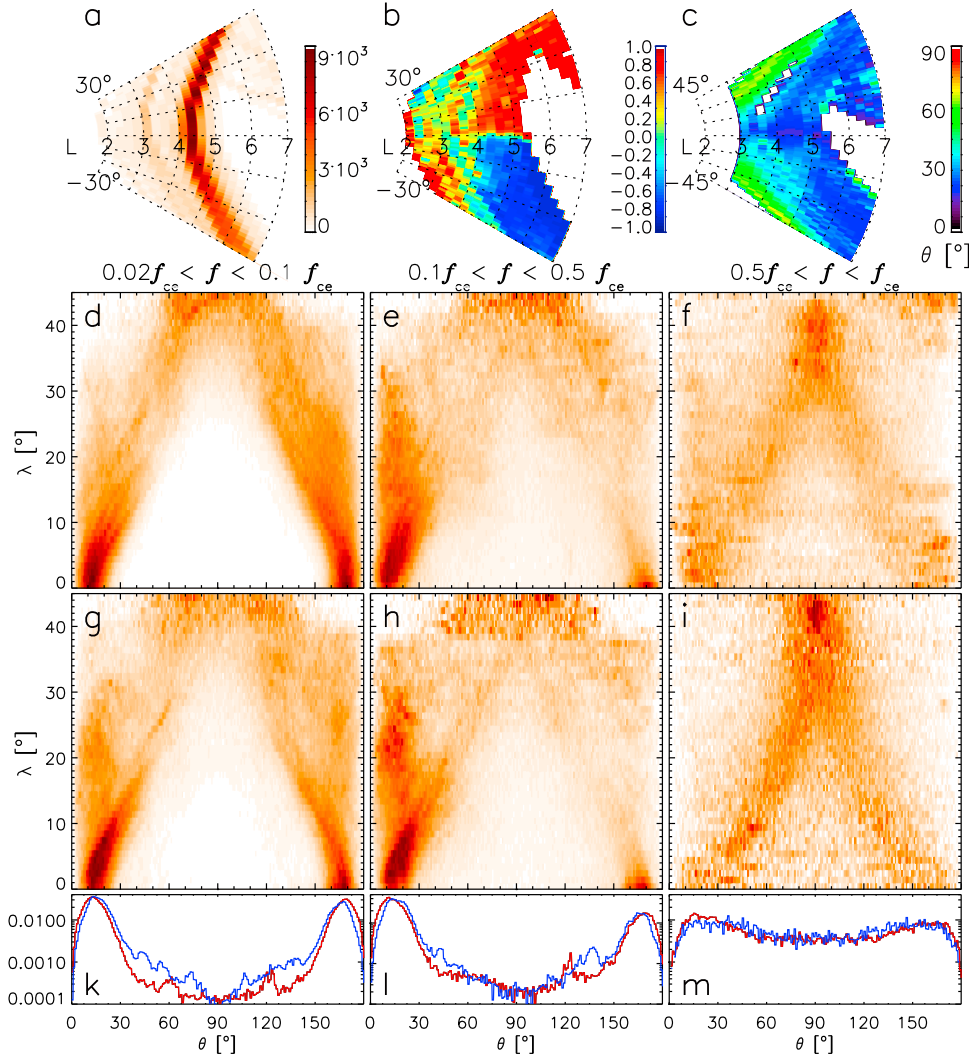 a b c
9·10³
6·10³
3·10³
0
1.0
0.8
0.6
0.4
0.2
0.0
−0.2
−0.4
−0.6
−0.8
−1.0
90
60
30
0
θ [°]
30° 30° 45°
L 2 3 4 5 6 7 L 2 3 4 5 6 7 L 2 3 4 5 6 7
−30° −30° −45°
0.02f_ce < f < 0.1 f_ce 0.1f_ce < f < 0.5 f_ce 0.5f_ce < f < f_ce
d e f
40
30
20
10
0
λ [°]
g h i
40
30
20
10
0
λ [°]
0.0100
0.0010
0.0001
k l m
0 30 60 90 120 150 0 30 60 90 120 150 0 30 60 90 120 150
θ [°] θ [°] θ [°]